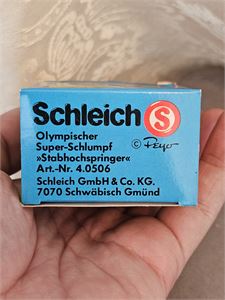 Schleich S
Olympischer
Super-Schlumpf
© Peyo
»Stabhochspringer«
Art.-Nr. 4.0506
Schleich GmbH & Co. KG.
7070 Schwäbisch Gmünd